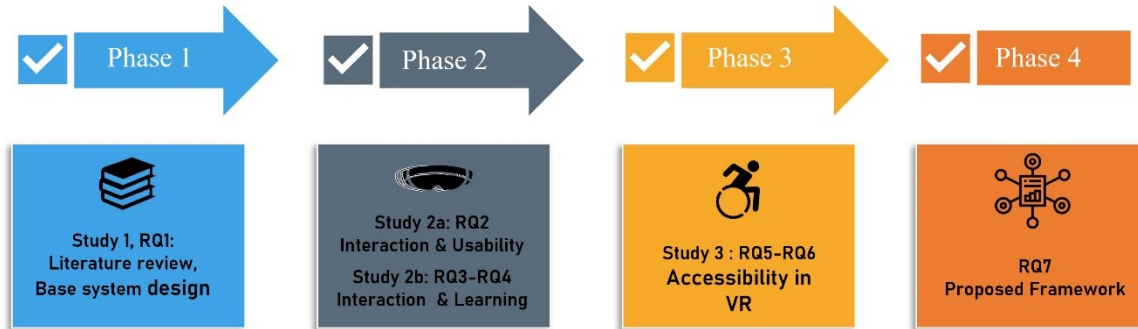 Phase 1
Phase 2
Phase 3
Phase 4
Study 1, RQ1:
Literature review,
Base system design
Study 2a: RQ2
Interaction & Usability
Study 2b: RQ3-RQ4
Interaction & Learning
Study 3 : RQ5-RQ6
Accessibility in
VR
RQ7
Proposed Framework